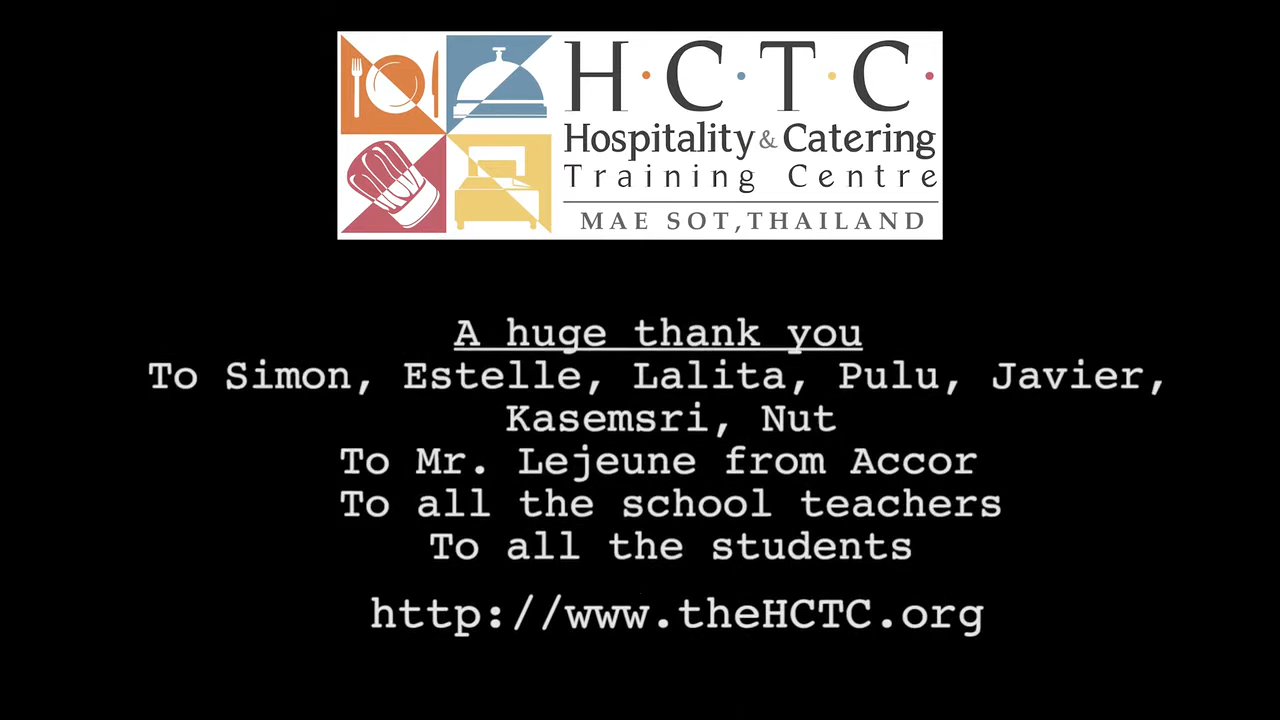 H·C·T·C·
Hospitality & Catering
Training Centre
MAE SOT, THAILAND
A huge thank you
To Simon, Estelle, Lalita, Pulu, Javier,
Kasemsri, Nut
To Mr. Lejeune from Accor
To all the school teachers
To all the students
http://www.theHCTC.org